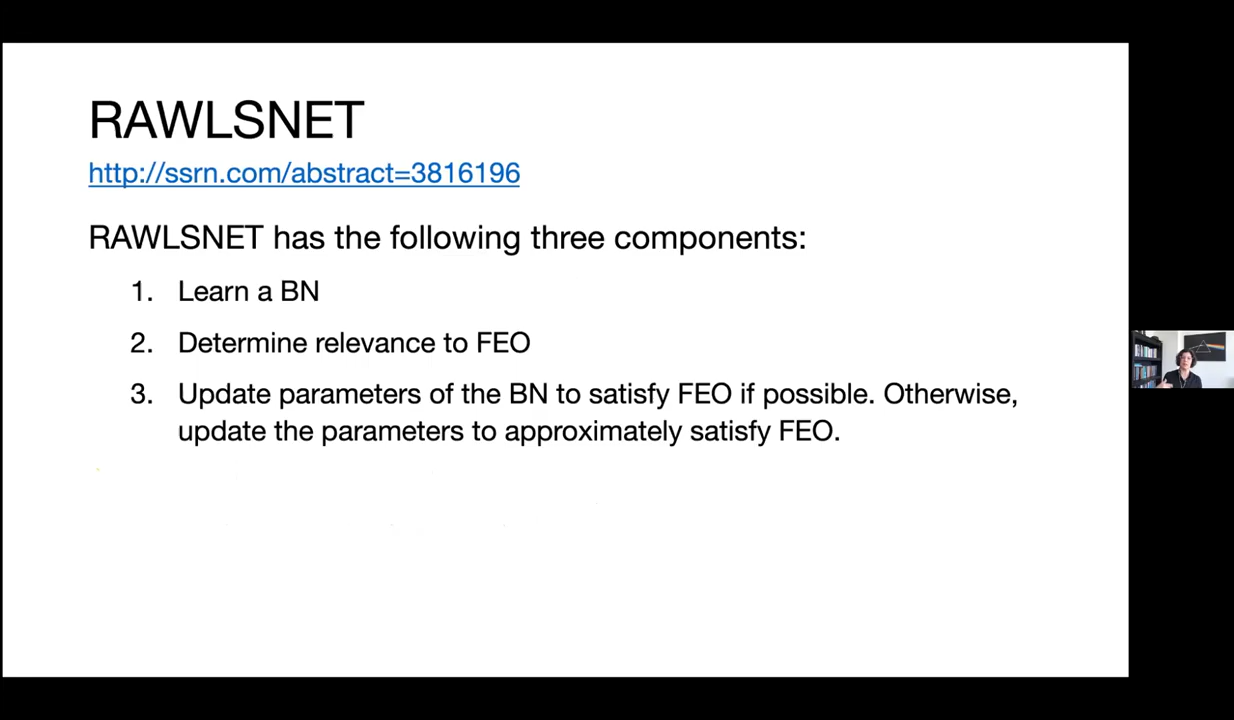 RAWLSNET
http://ssrn.com/abstract=3816196
RAWLSNET has the following three components:
1. Learn a BN
2. Determine relevance to FEO
3. Update parameters of the BN to satisfy FEO if possible. Otherwise,
update the parameters to approximately satisfy FEO.